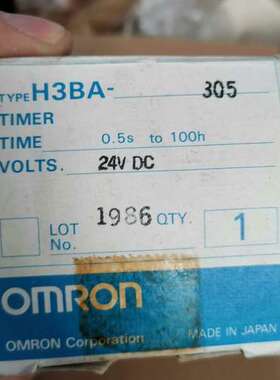 TYPE H3BA- 305
TIMER
TIME 0.5s to 100h
VOLTS. 24V DC
LOT No. 1986 QTY. 1
OMRON
OMRON Corporation MADE IN JAPAN